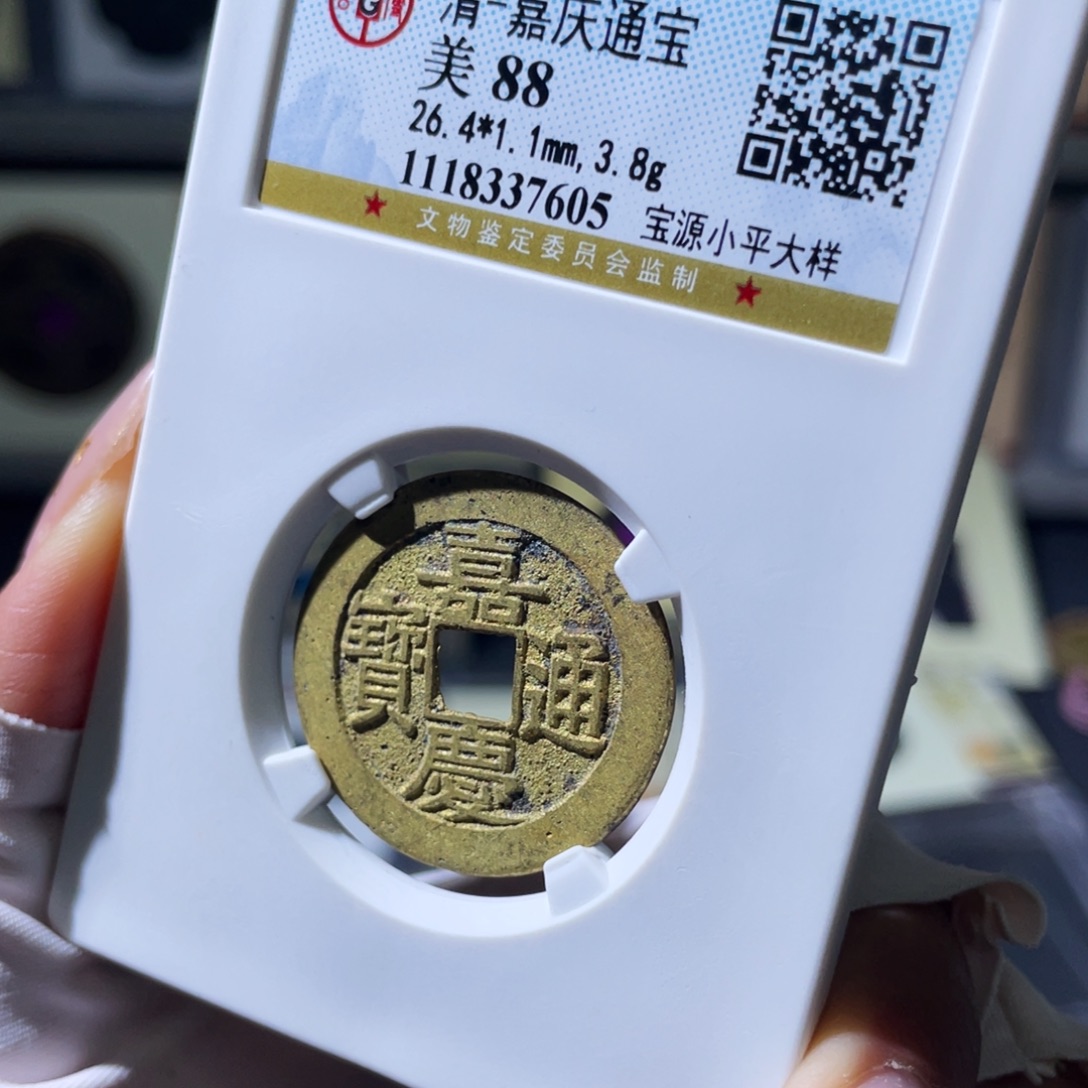 清-嘉庆通宝
美 88
26.4*1.1mm,3.8g
1118337605
宝源小平大样
★ 文物鉴定委员会监制 ★
嘉慶通寶